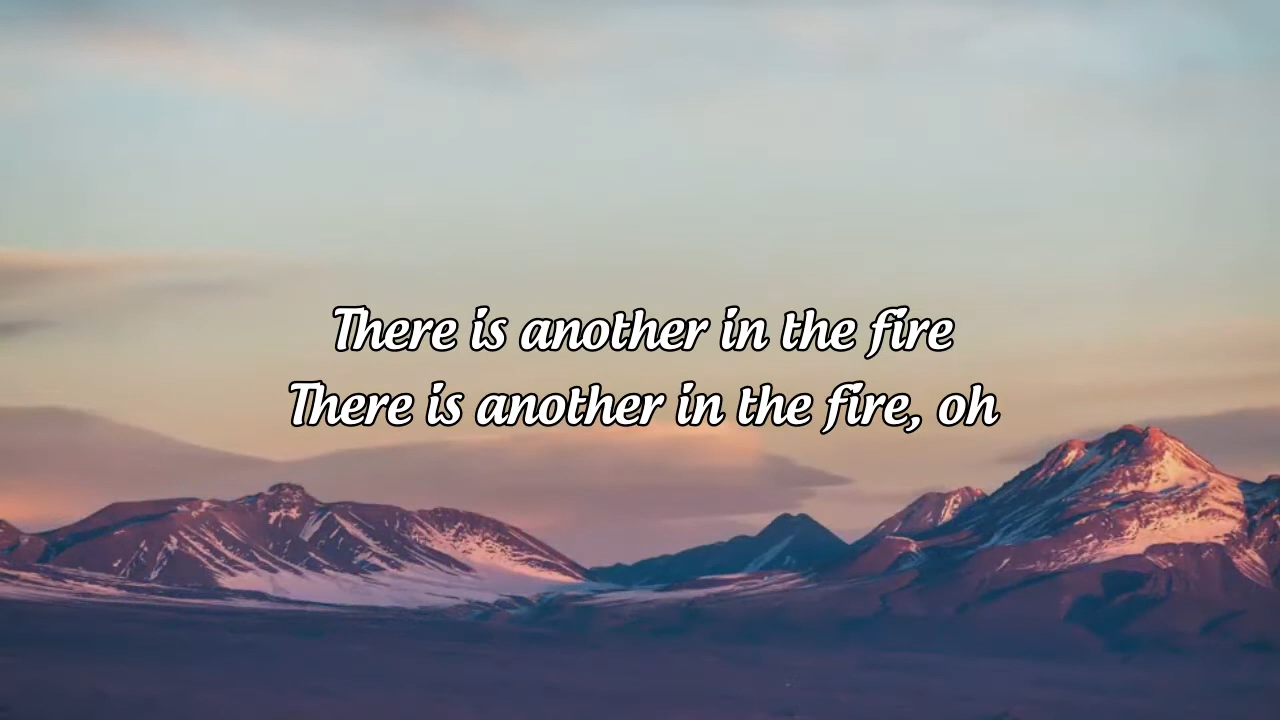 There is another in the fire
There is another in the fire, oh